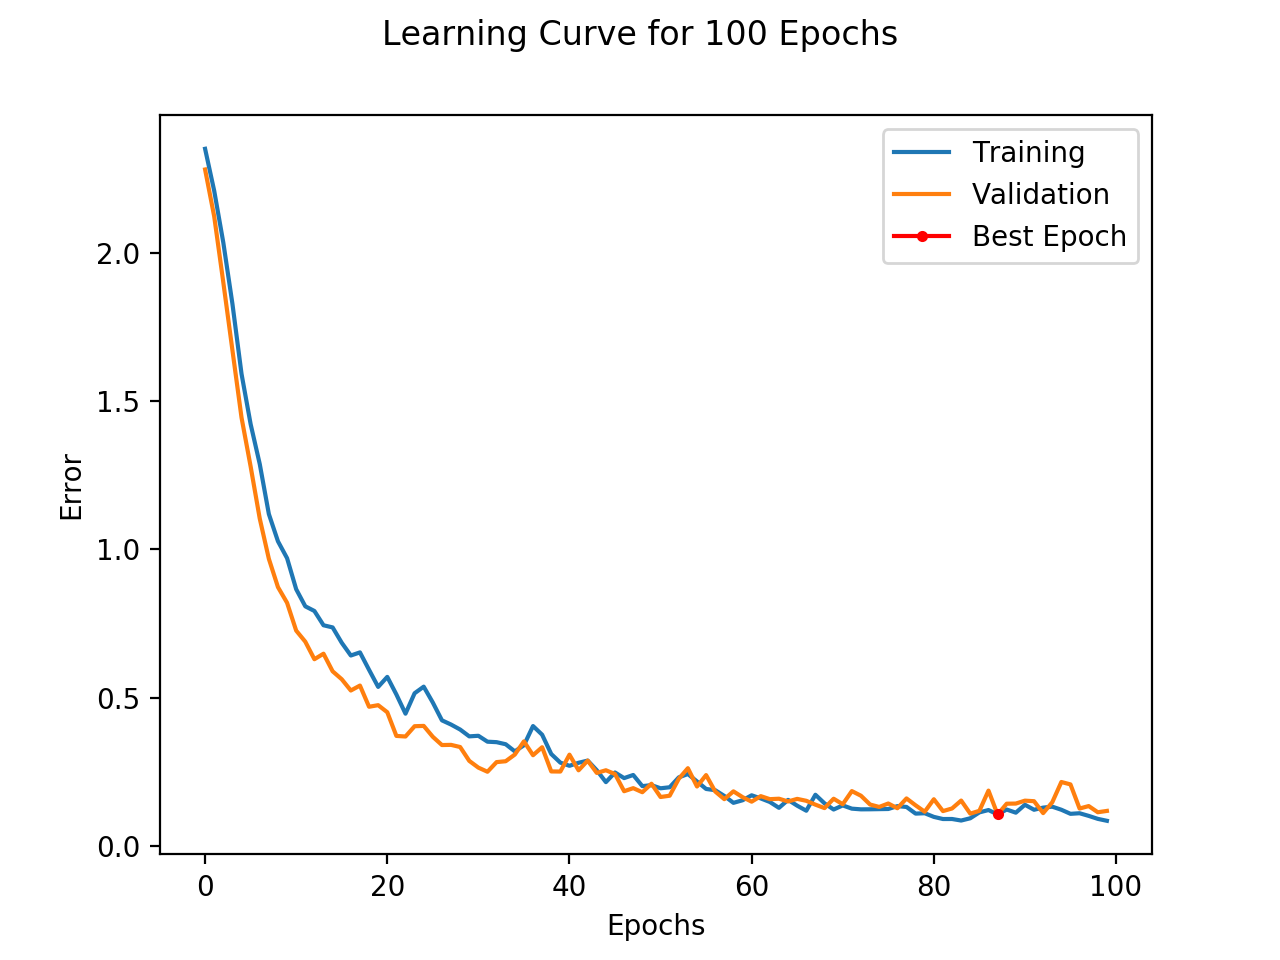 Learning Curve for 100 Epochs
Training
Validation
Best Epoch
2.0
1.5
1.0
0.5
0.0
Error
0 20 40 60 80 100
Epochs